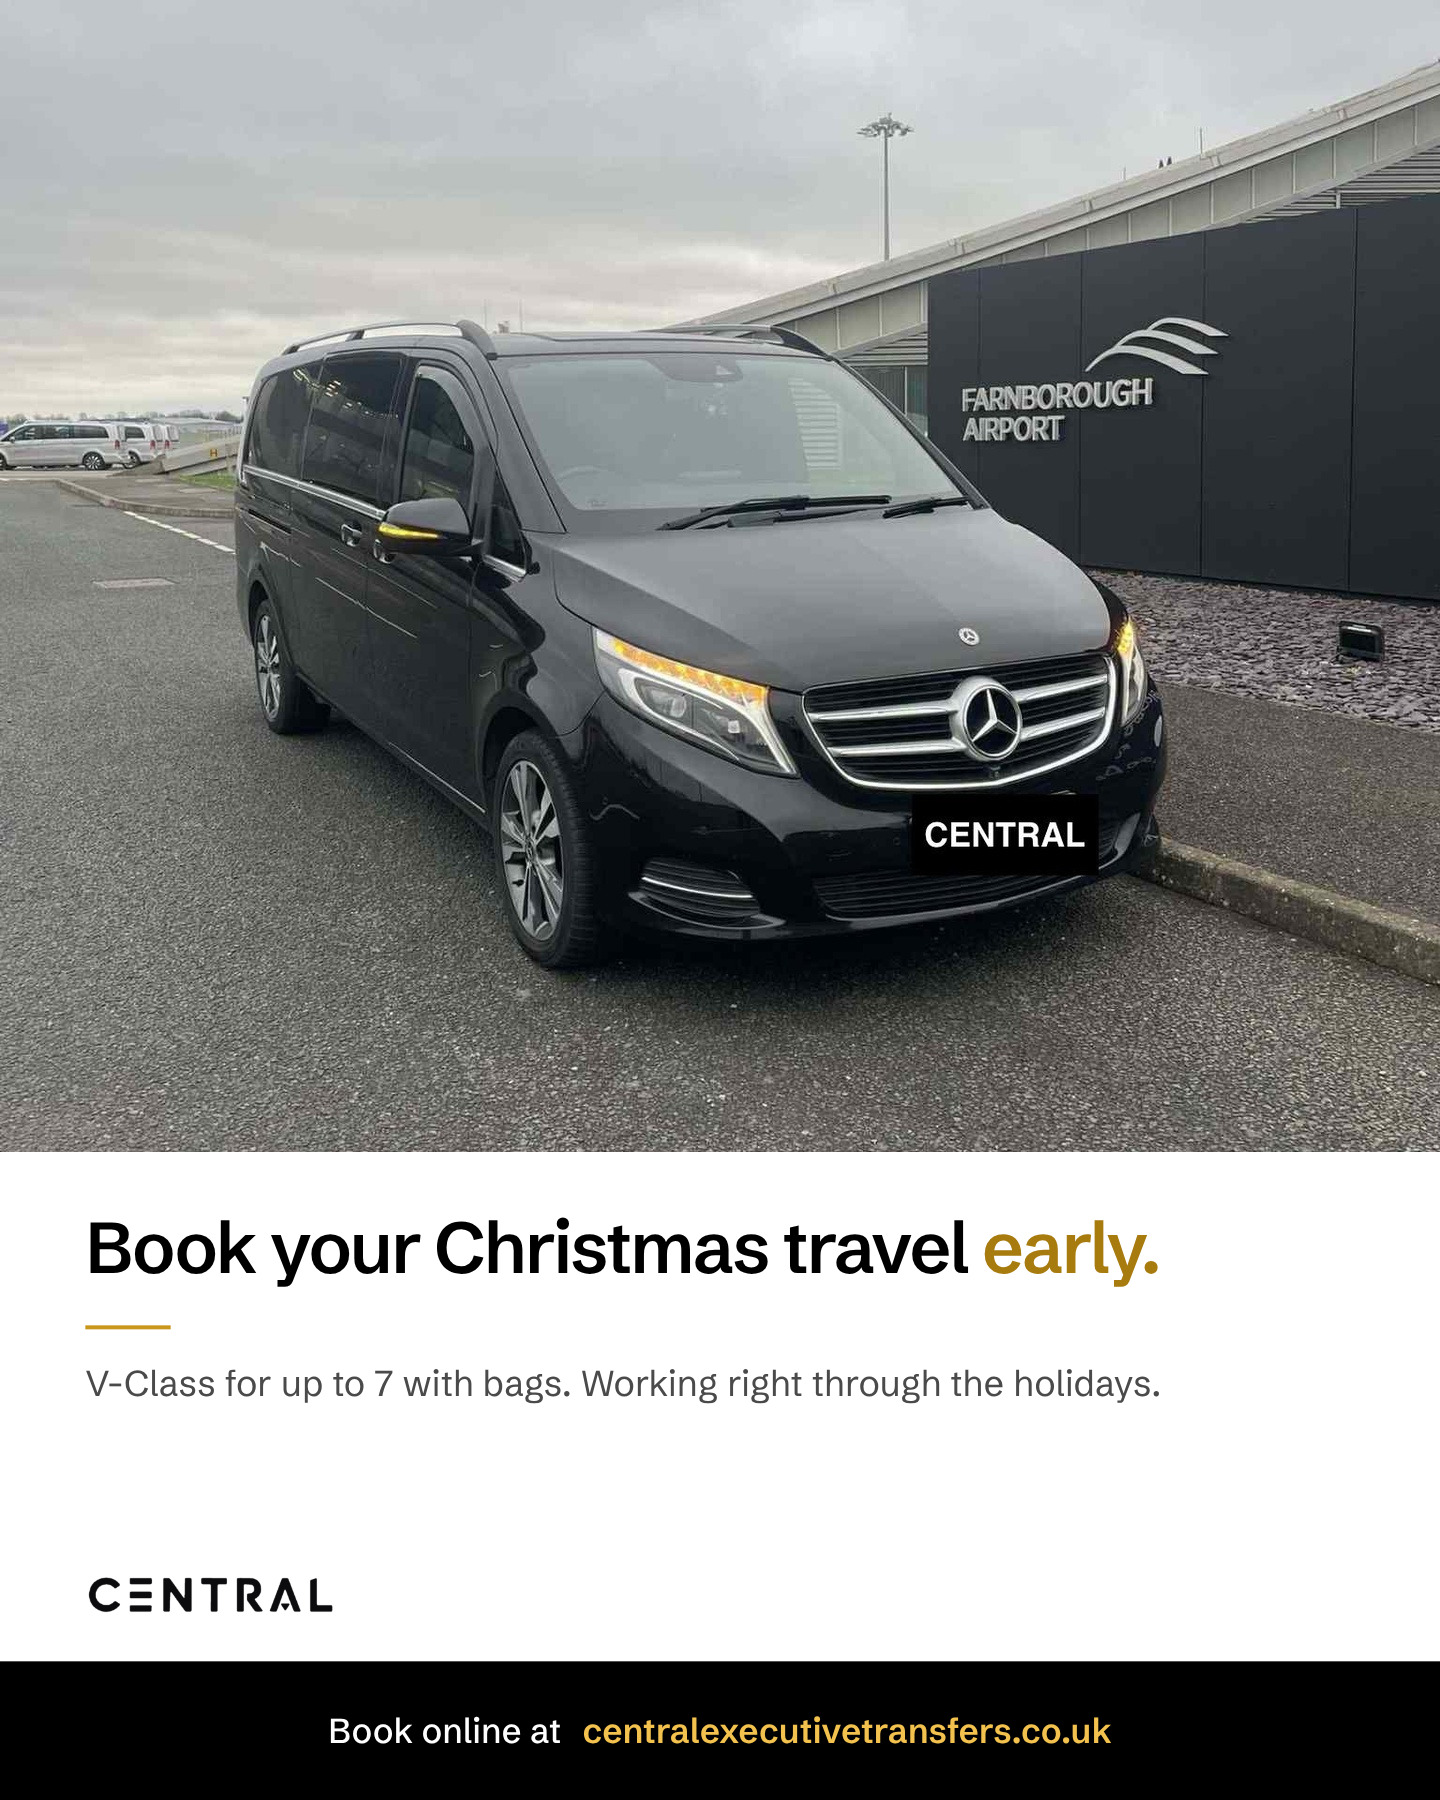 FARNBOROUGH
AIRPORT
CENTRAL
Book your Christmas travel early.
V-Class for up to 7 with bags. Working right through the holidays.
CENTRAL
Book online at centralexecutivetransfers.co.uk